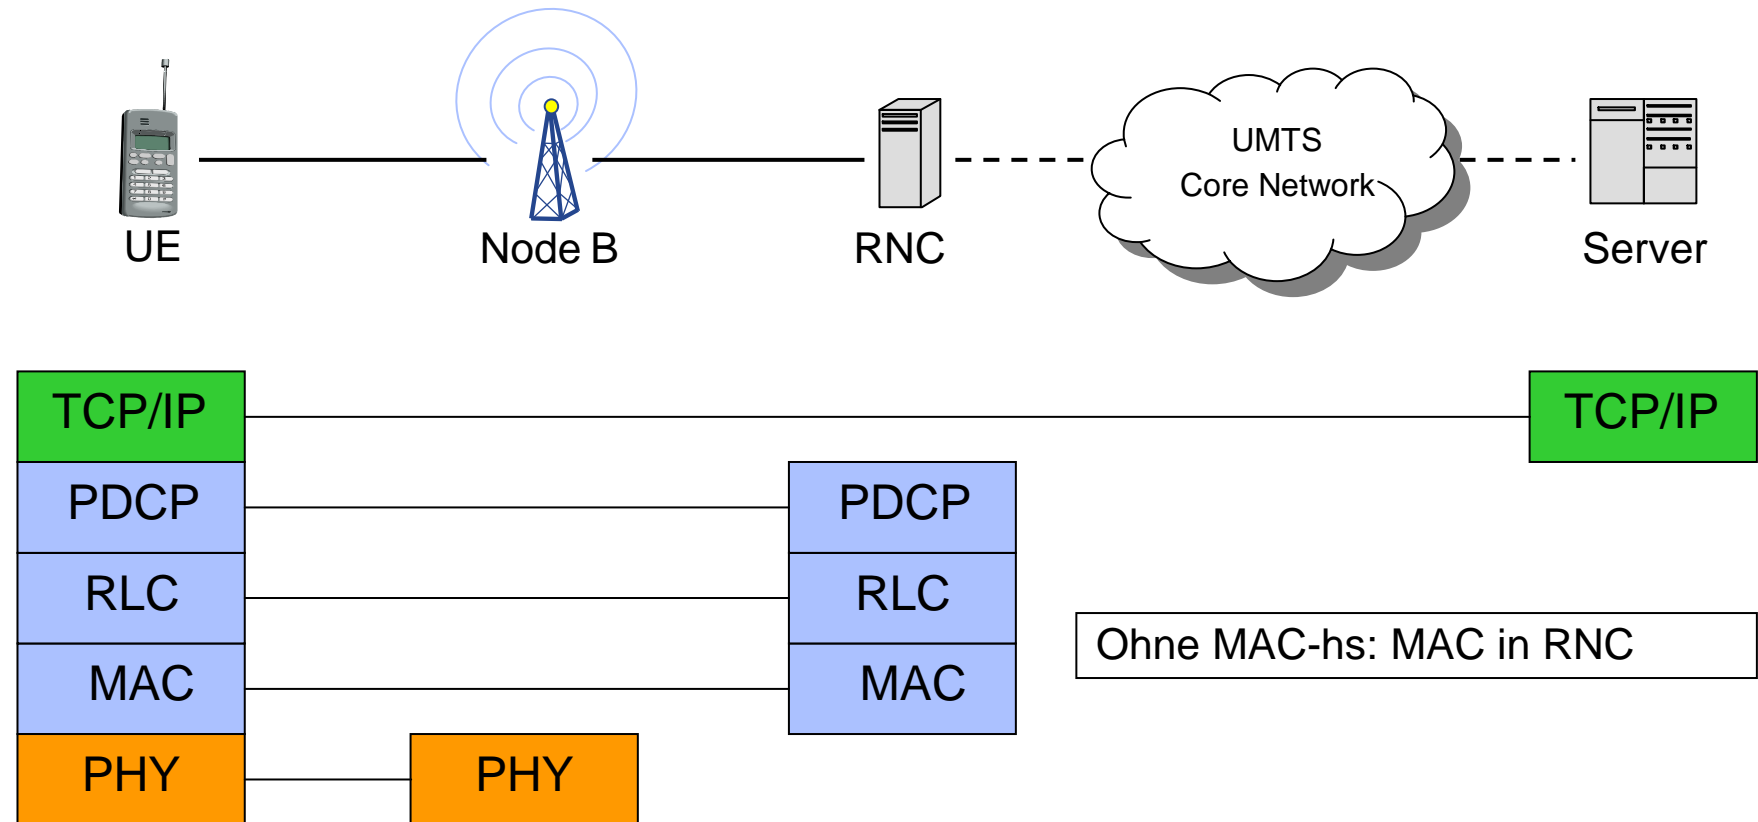 UMTS
Core Network
UE
Node B
RNC
Server
TCP/IP
TCP/IP
PDCP
PDCP
RLC
RLC
Ohne MAC-hs: MAC in RNC
MAC
MAC
PHY
PHY